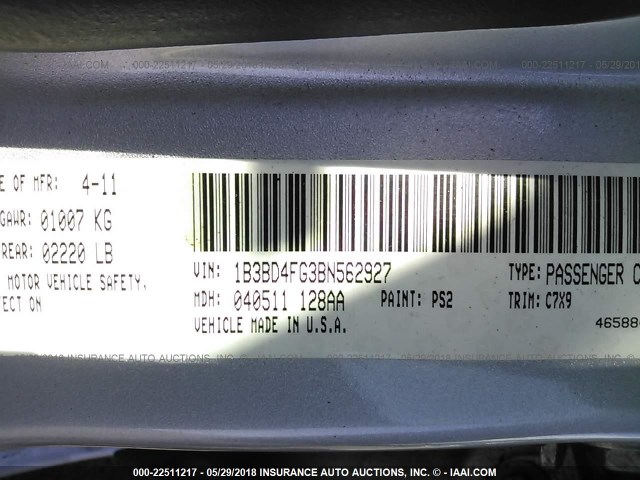 E OF MFR: 4-11
GAWR: 01007 KG
REAR: 02220 LB
MOTOR VEHICLE SAFETY,
FECT ON
VIN: 1B3BD4FG3BN562927
TYPE: PASSENGER C
MDH: 040511 128AA
PAINT: PS2
TRIM: C7X9
VEHICLE MADE IN U.S.A.
46588
000-22511217 - 05/29/2018 INSURANCE AUTO AUCTIONS, INC. © - IAAI.COM